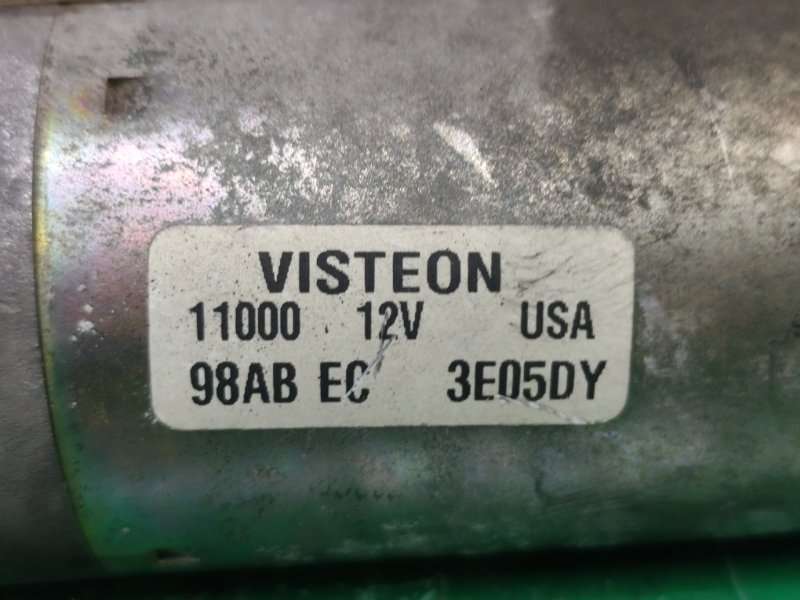 VISTEON
11000 12V USA
98AB EC 3E05DY